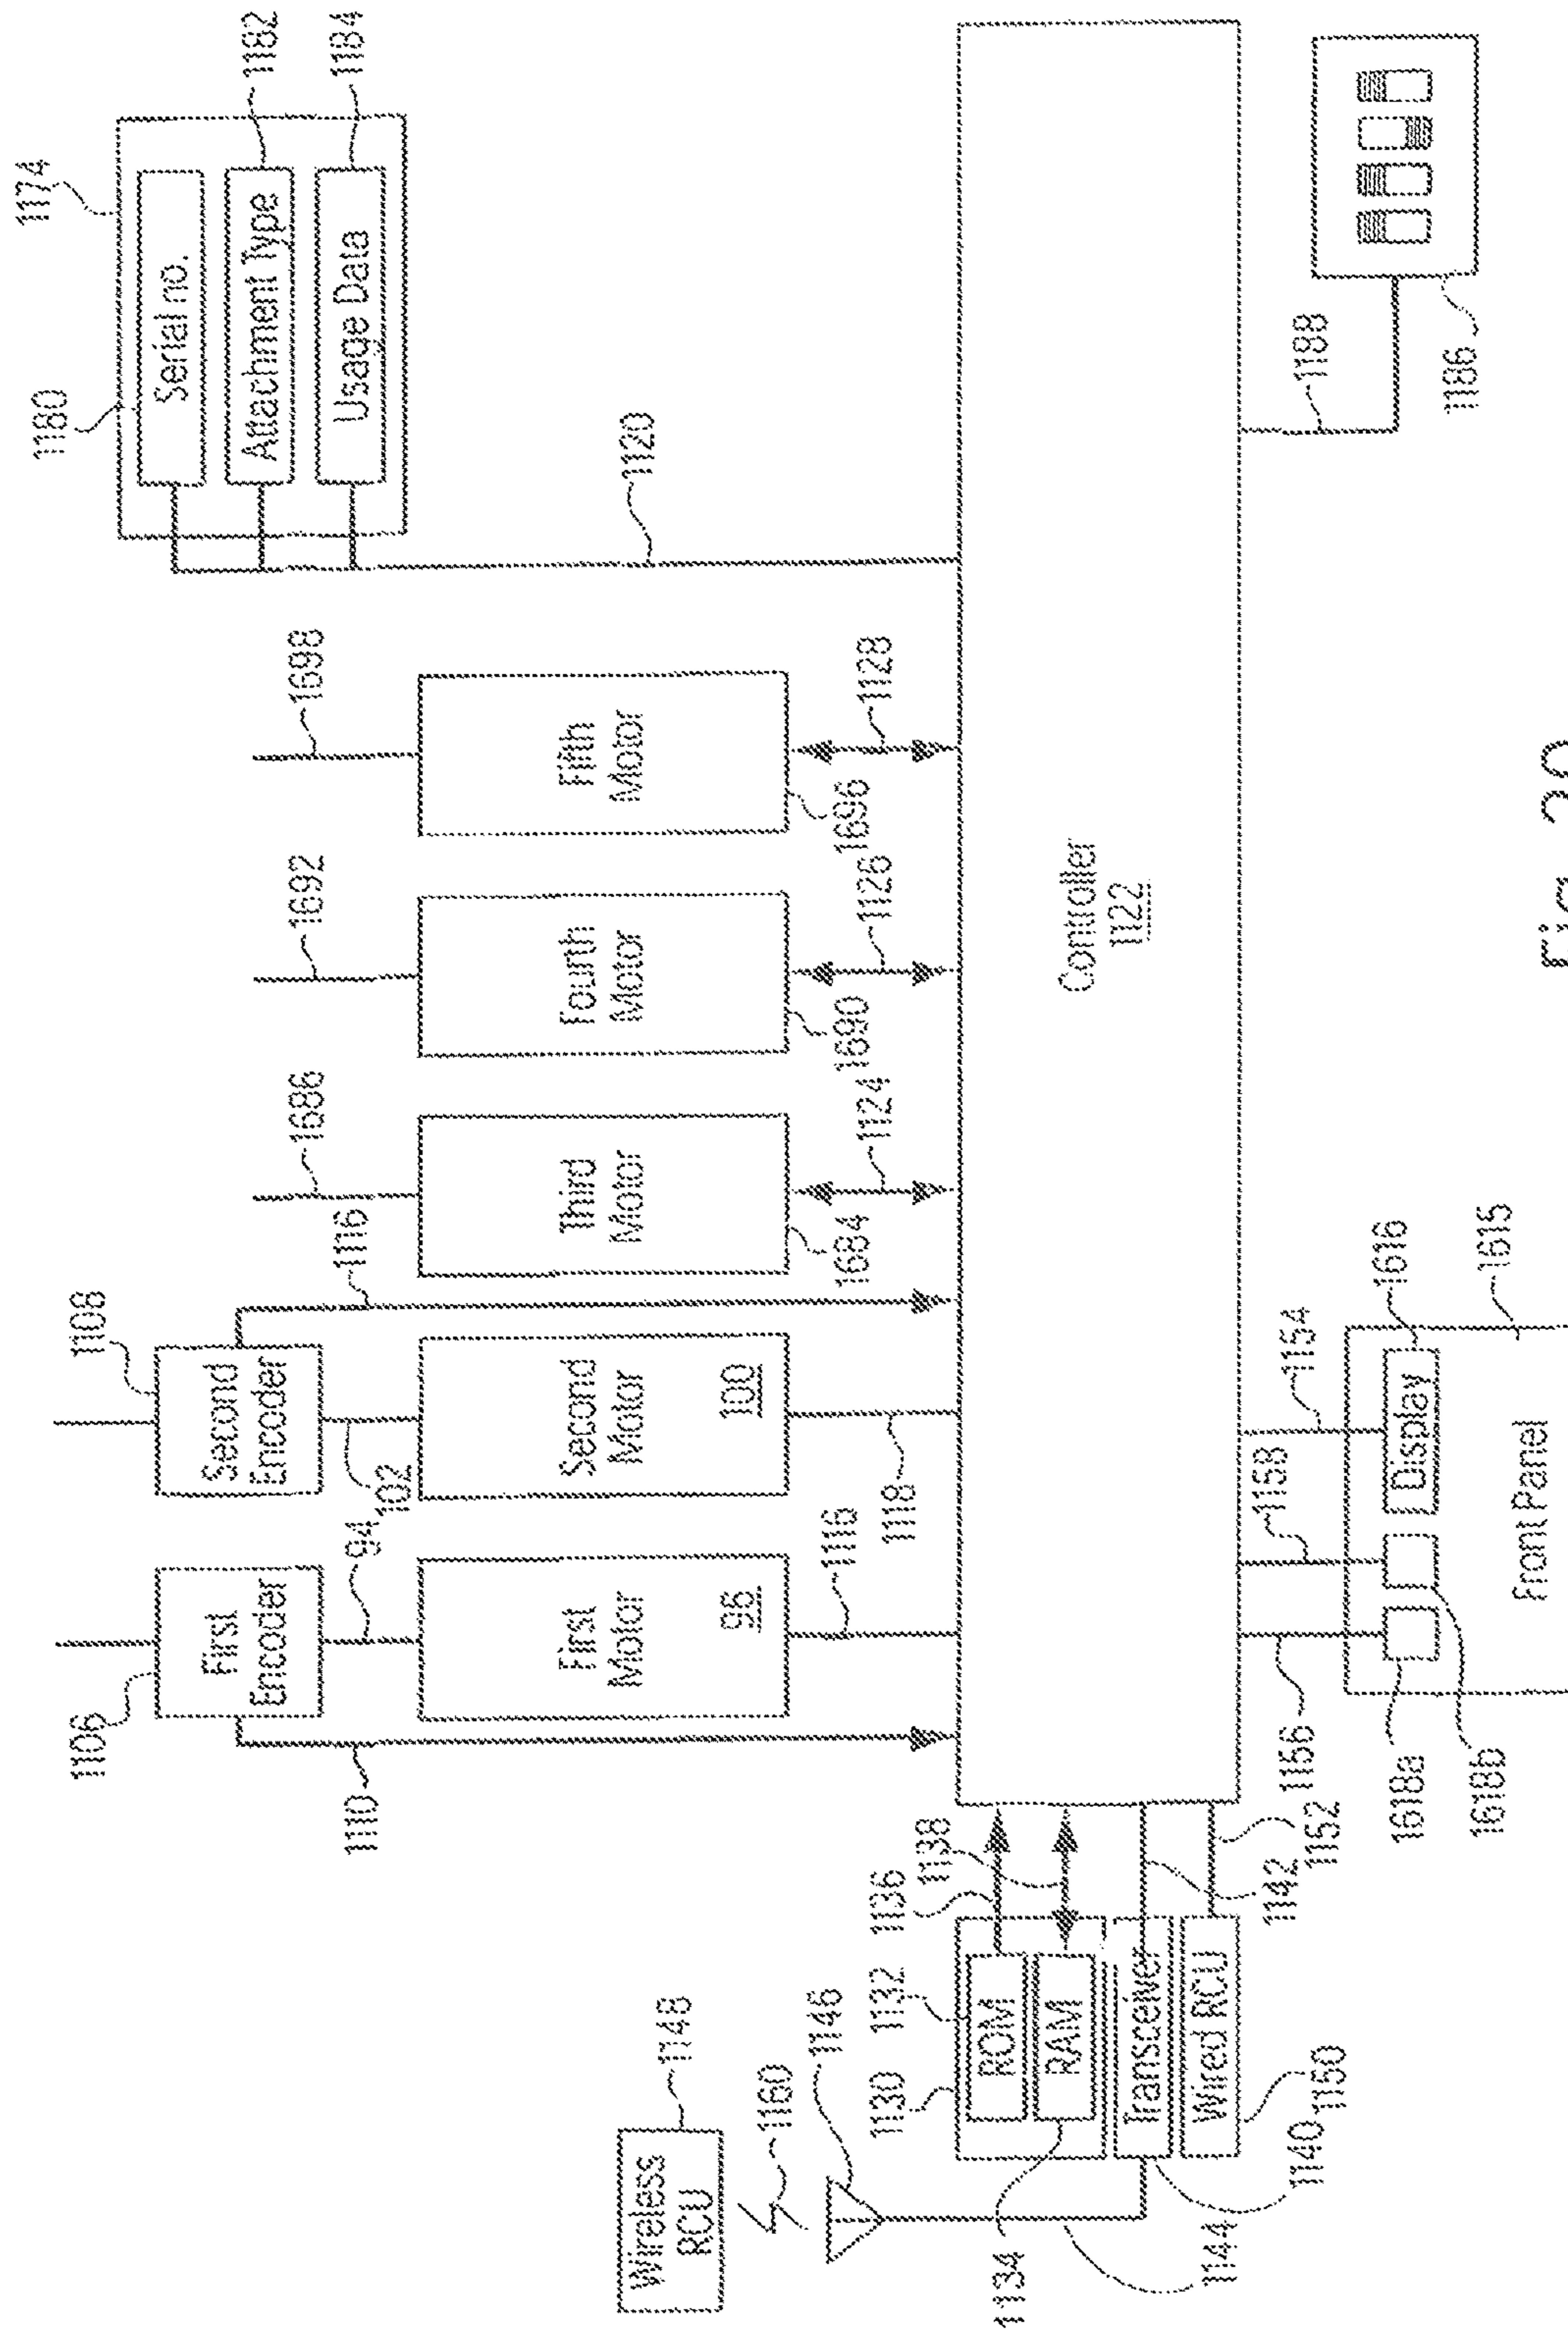 1174
1180
1182
1184
Serial no.
Attachment Type
Usage Data
1106
1108
First
Encoder
Second
Encoder
1110
94
102
1116
1686
1692
1698
First
Motor
96
Second
Motor
100
Third
Motor
Fourth
Motor
Fifth
Motor
1116
1118
1684
1124
1690
1126
1696
1128
1120
Wireless
RCU
1148
1160
1146
1130
1132
1136
1138
ROM
RAM
Transceiver
Wired RCU
1134
1144
1140
1150
1142
1152
Controller
1122
1156
1158
1154
1188
1186
1618a
1618b
Display
1616
1615
Front Panel
Fig.